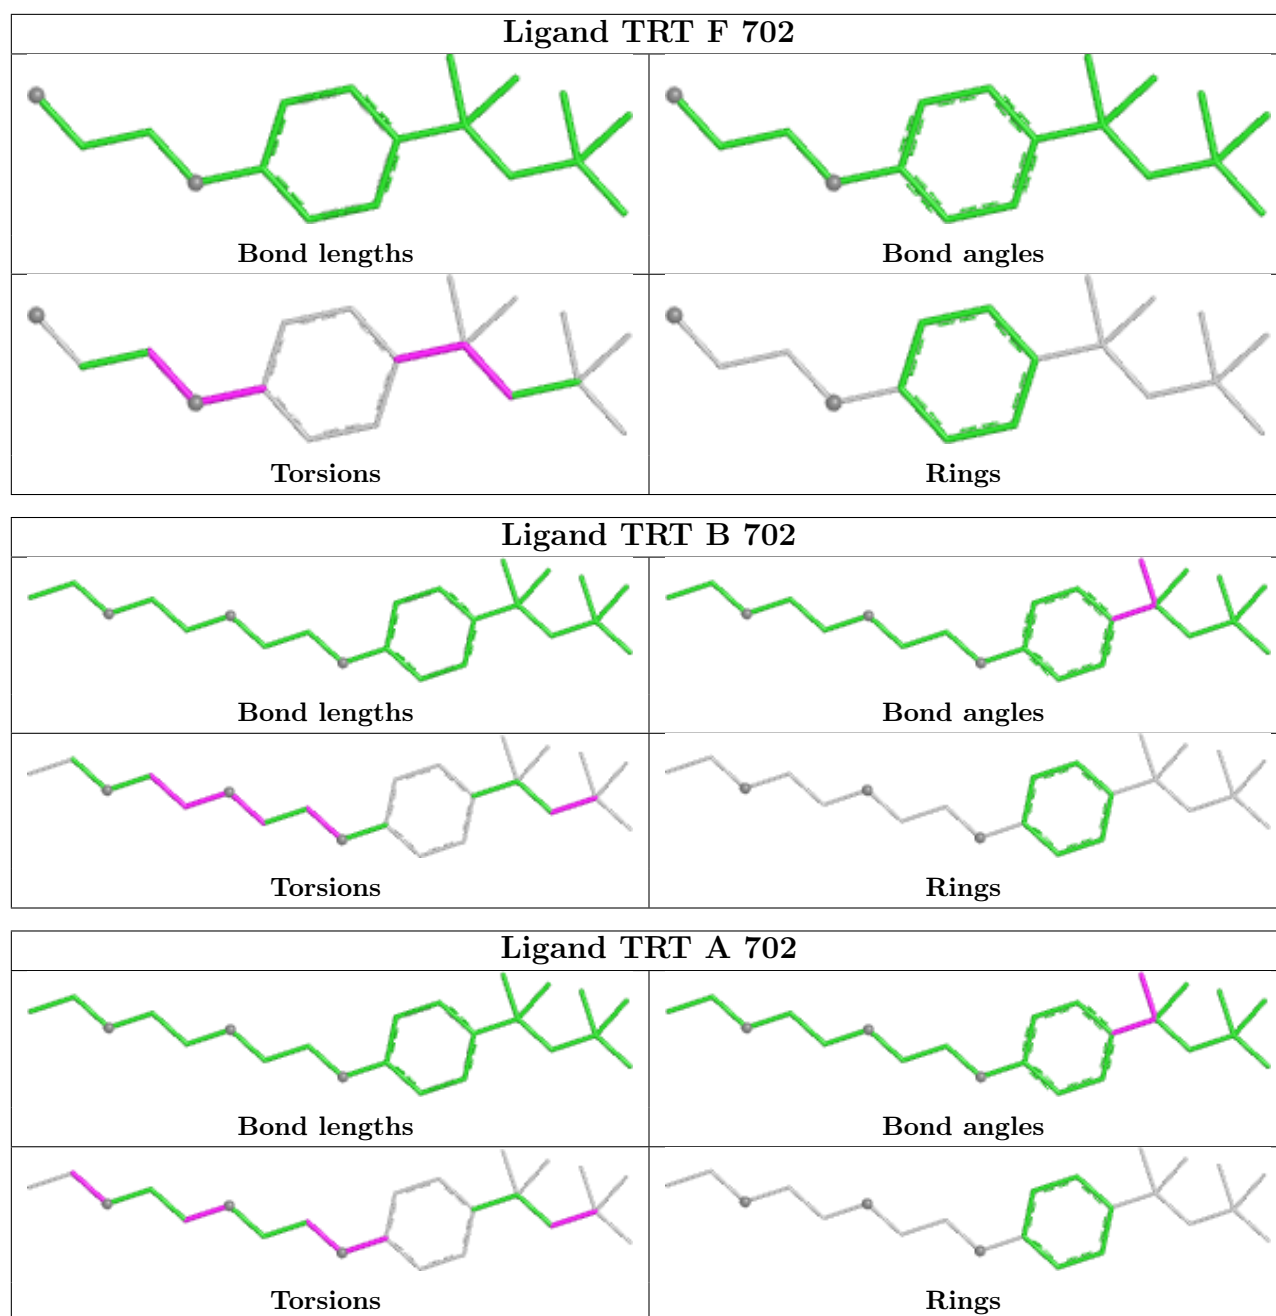 Ligand TRT F 702
Bond lengths
Bond angles
Torsions
Rings
Ligand TRT B 702
Bond lengths
Bond angles
Torsions
Rings
Ligand TRT A 702
Bond lengths
Bond angles
Torsions
Rings